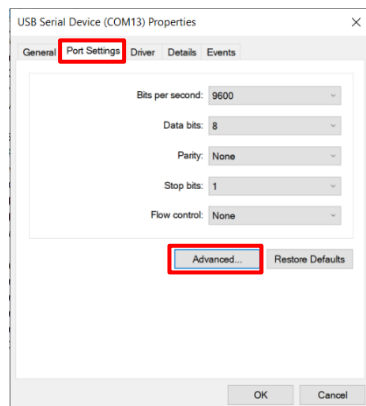 USB Serial Device (COM13) Properties
General Port Settings Driver Details Events
Bits per second: 9600
Data bits: 8
Parity: None
Stop bits: 1
Flow control: None
Advanced... Restore Defaults
OK Cancel